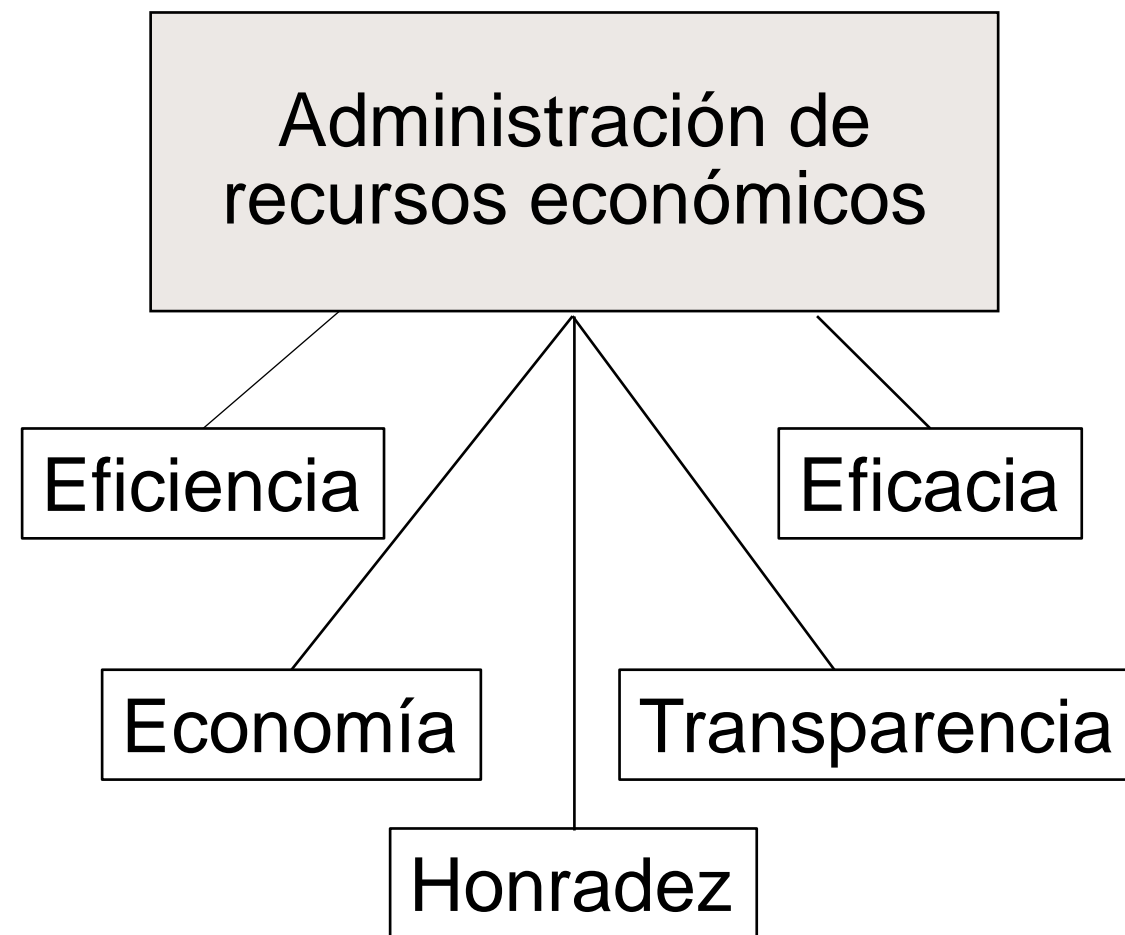 Administración de
recursos económicos
Eficiencia
Eficacia
Economía
Transparencia
Honradez